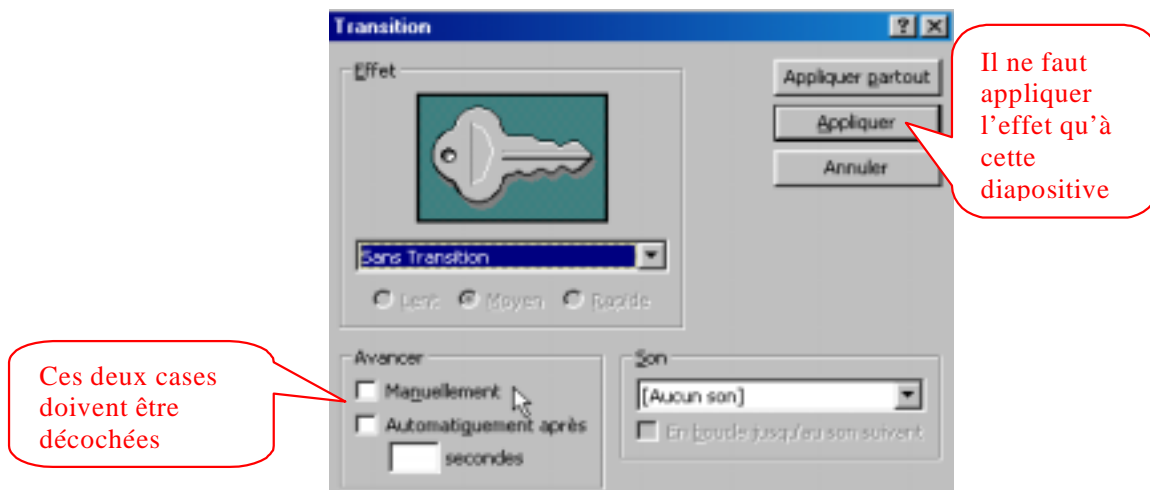 Transition
Effet
Appliquer partout
Appliquer
Annuler
Il ne faut
appliquer
l'effet qu'à
cette
diapositive
Sans Transition
Lent Moyen Rapide
Ces deux cases
doivent être
décochées
Avancer
Manuellement
Automatiquement après
secondes
Son
[Aucun son]
En boucle jusqu'au son suivant